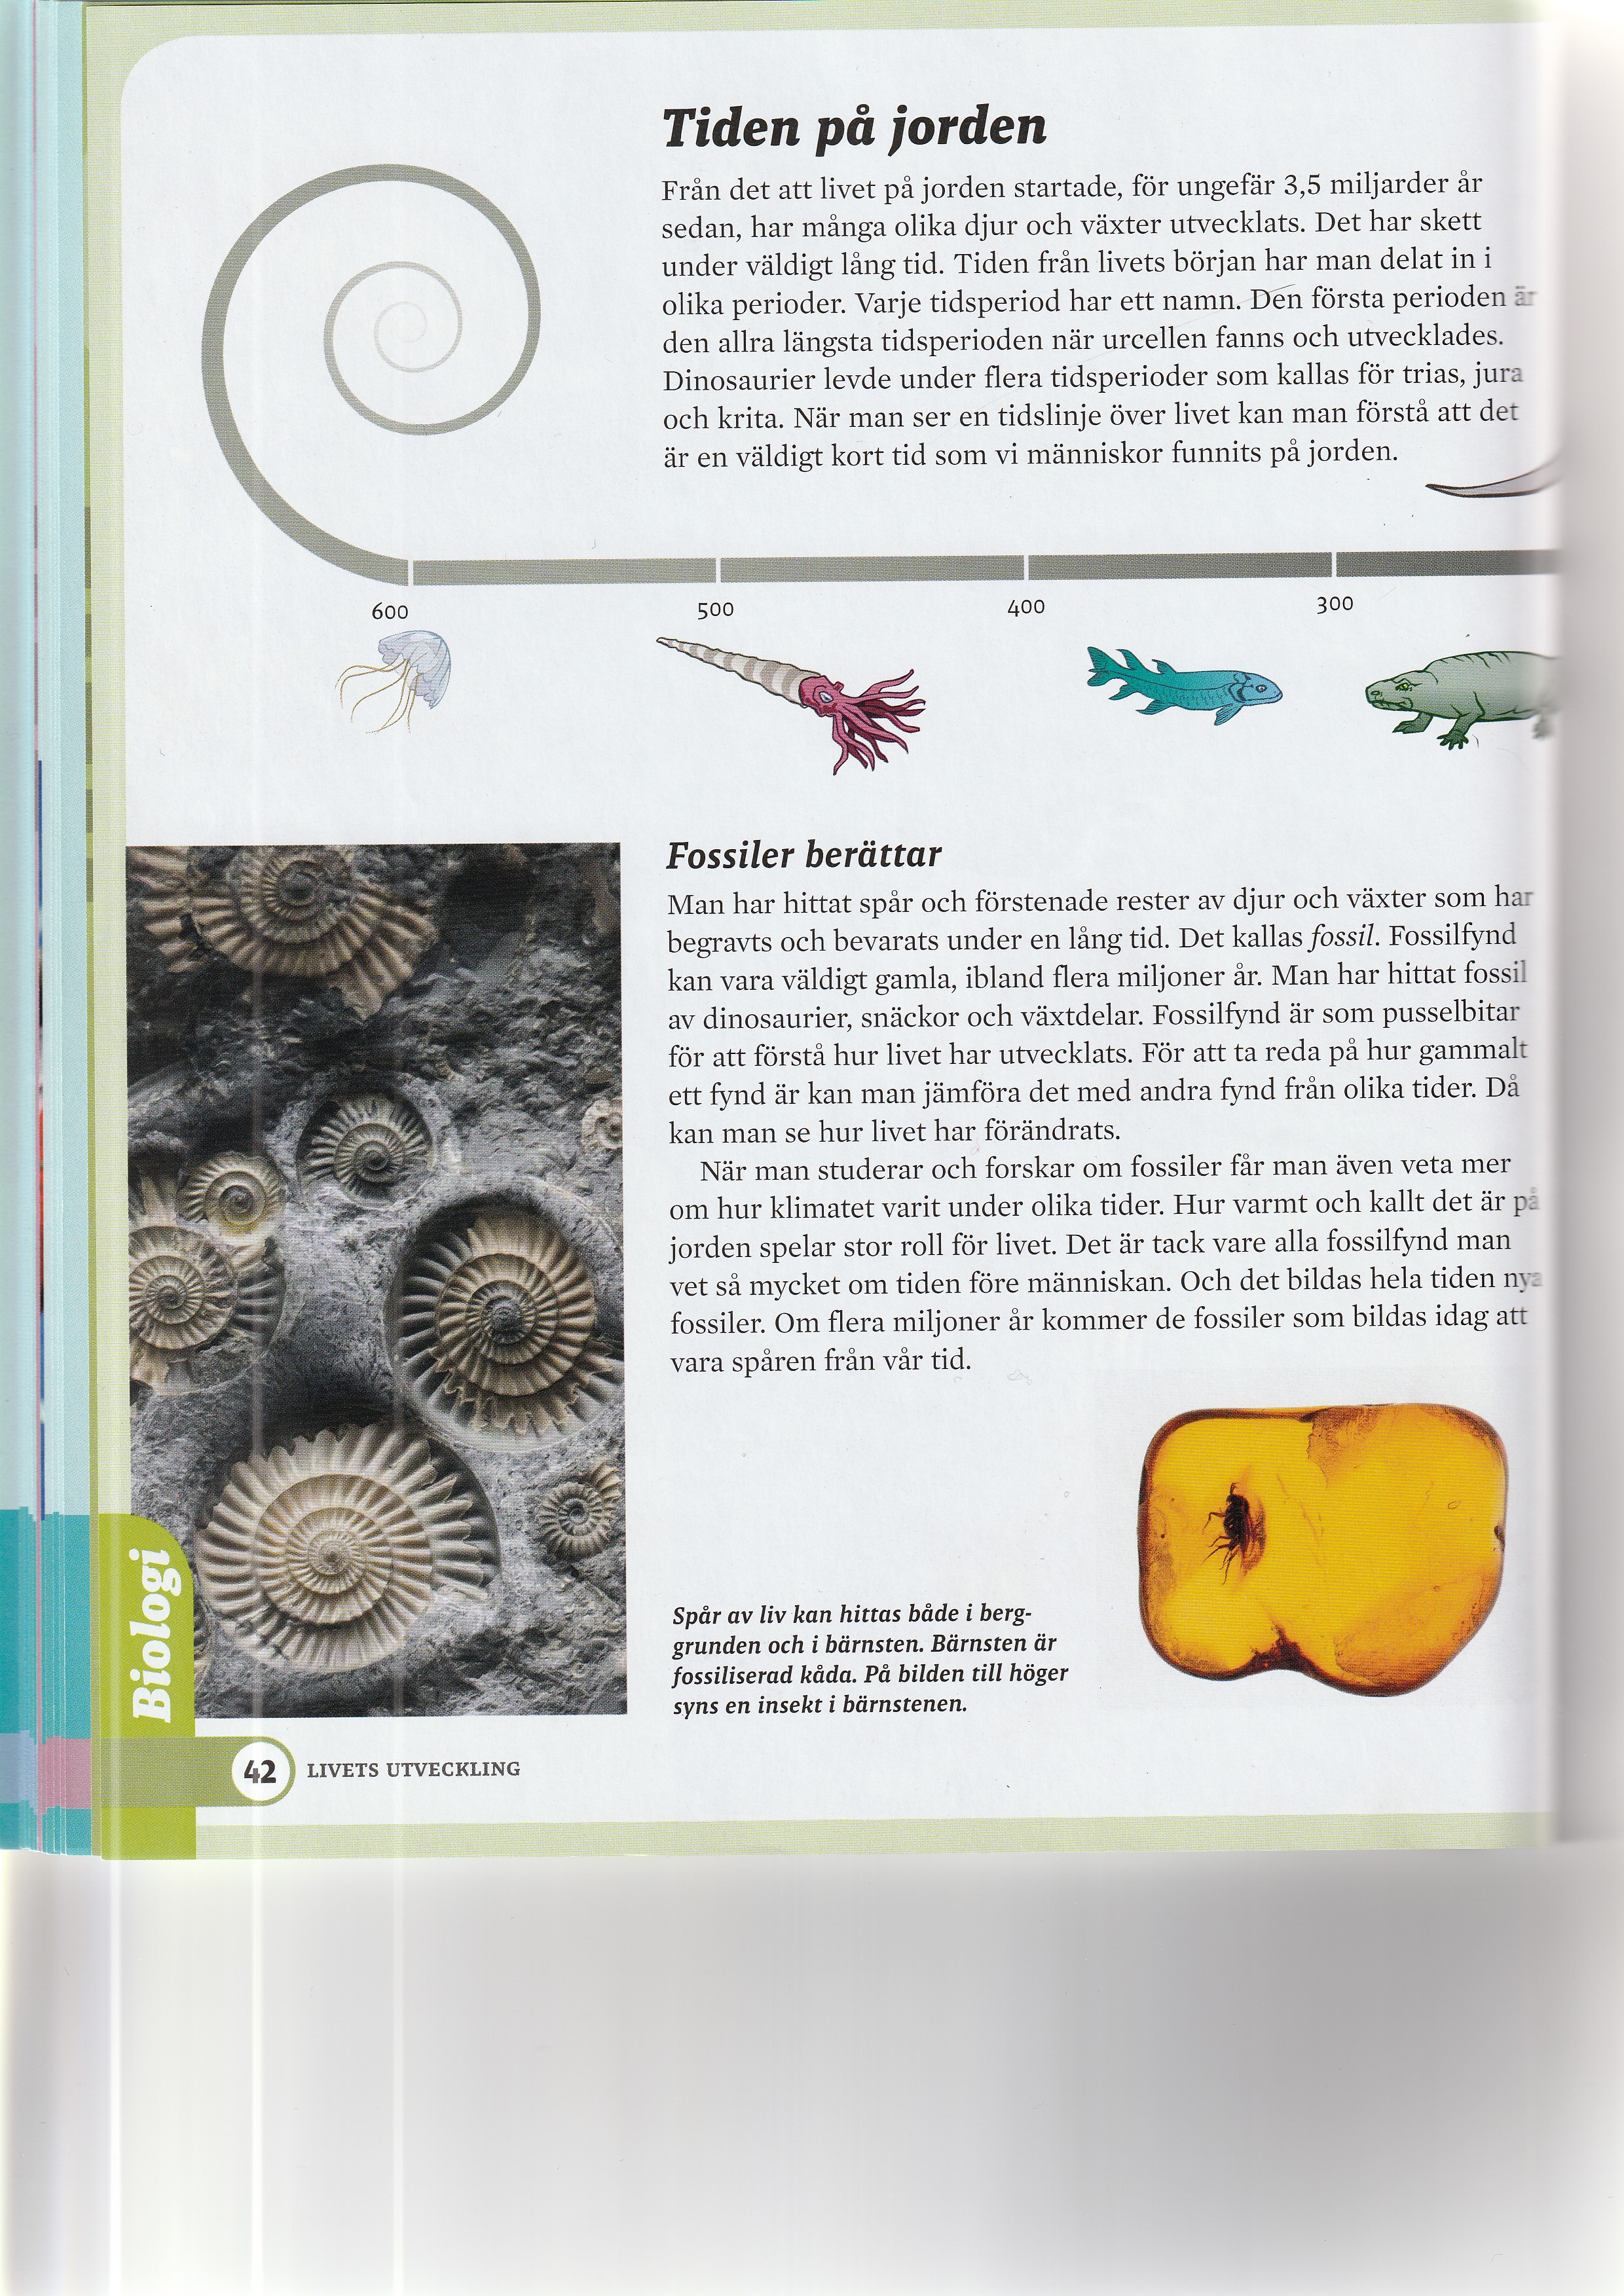 Tiden på jorden
Från det att livet på jorden startade, för ungefär 3,5 miljarder år
sedan, har många olika djur och växter utvecklats. Det har skett
under väldigt lång tid. Tiden från livets början har man delat in i
olika perioder. Varje tidsperiod har ett namn. Den första perioden är
den allra längsta tidsperioden när urcellen fanns och utvecklades.
Dinosaurier levde under flera tidsperioder som kallas för trias, jura
och krita. När man ser en tidslinje över livet kan man förstå att det
är en väldigt kort tid som vi människor funnits på jorden.
600
500
400
300
Fossiler berättar
Man har hittat spår och förstenade rester av djur och växter som har
begravts och bevarats under en lång tid. Det kallas fossil. Fossilfynd
kan vara väldigt gamla, ibland flera miljoner år. Man har hittat fossil
av dinosaurier, snäckor och växtdelar. Fossilfynd är som pusselbitar
för att förstå hur livet har utvecklats. För att ta reda på hur gammalt
ett fynd är kan man jämföra det med andra fynd från olika tider. Då
kan man se hur livet har förändrats.
När man studerar och forskar om fossiler får man även veta mer
om hur klimatet varit under olika tider. Hur varmt och kallt det är på
jorden spelar stor roll för livet. Det är tack vare alla fossilfynd man
vet så mycket om tiden före människan. Och det bildas hela tiden nya
fossiler. Om flera miljoner år kommer de fossiler som bildas idag att
vara spåren från vår tid.
Spår av liv kan hittas både i berg-
grunden och i bärnsten. Bärnsten är
fossiliserad kåda. På bilden till höger
syns en insekt i bärnstenen.
Biologi
42 LIVETS UTVECKLING